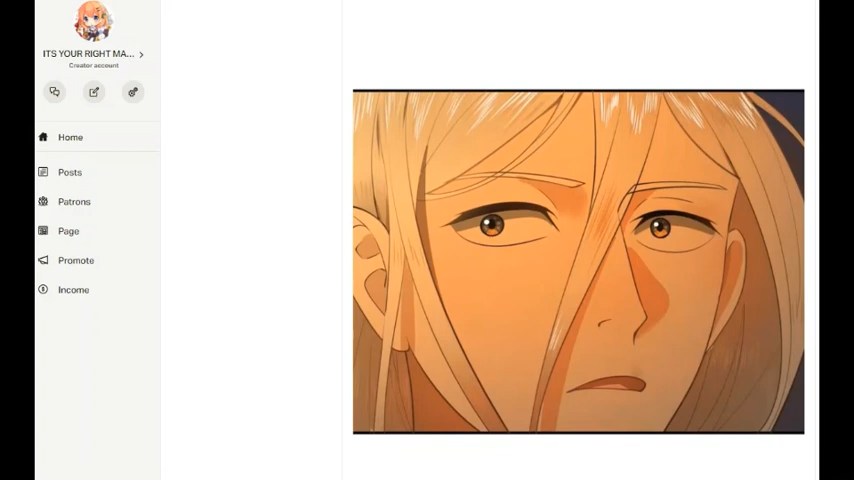 ITS YOUR RIGHT MA...
Creator account
Home
Posts
Patrons
Page
Promote
Income